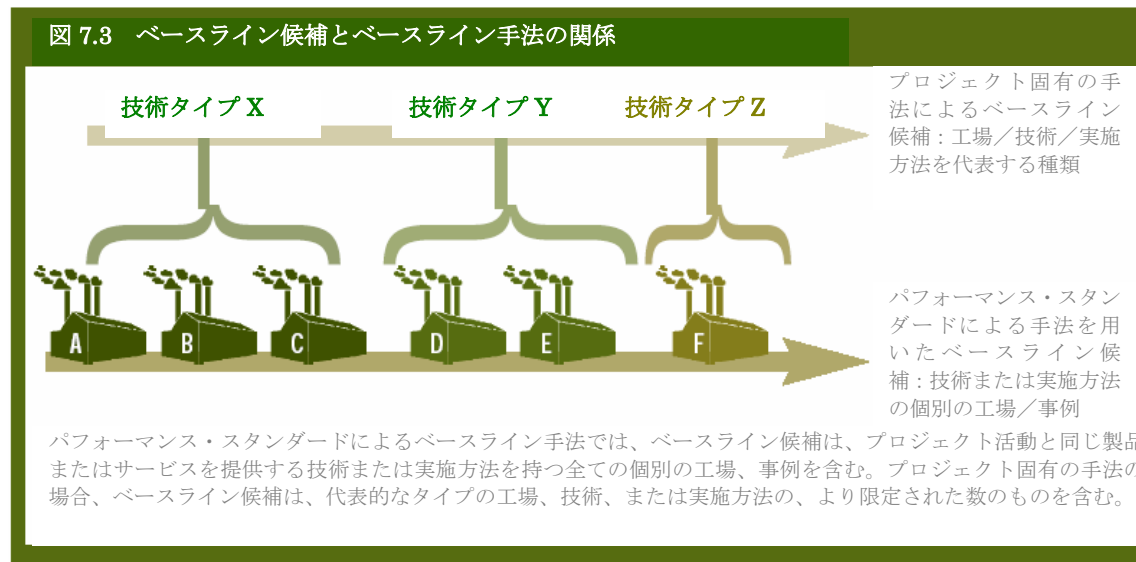 図 7.3　ベースライン候補とベースライン手法の関係
技術タイプ X
技術タイプ Y
技術タイプ Z
プロジェクト固有の手
法によるベースライン
候補：工場／技術／実施
方法を代表する種類
A
B
C
D
E
F
パフォーマンス・スタン
ダードによる手法を用
いたベースライン候
補：技術または実施方法
の個別の工場／事例
パフォーマンス・スタンダードによるベースライン手法では、ベースライン候補は、プロジェクト活動と同じ製品
またはサービスを提供する技術または実施方法を持つ全ての個別の工場、事例を含む。プロジェクト固有の手法の
場合、ベースライン候補は、代表的なタイプの工場、技術、または実施方法の、より限定された数のものを含む。